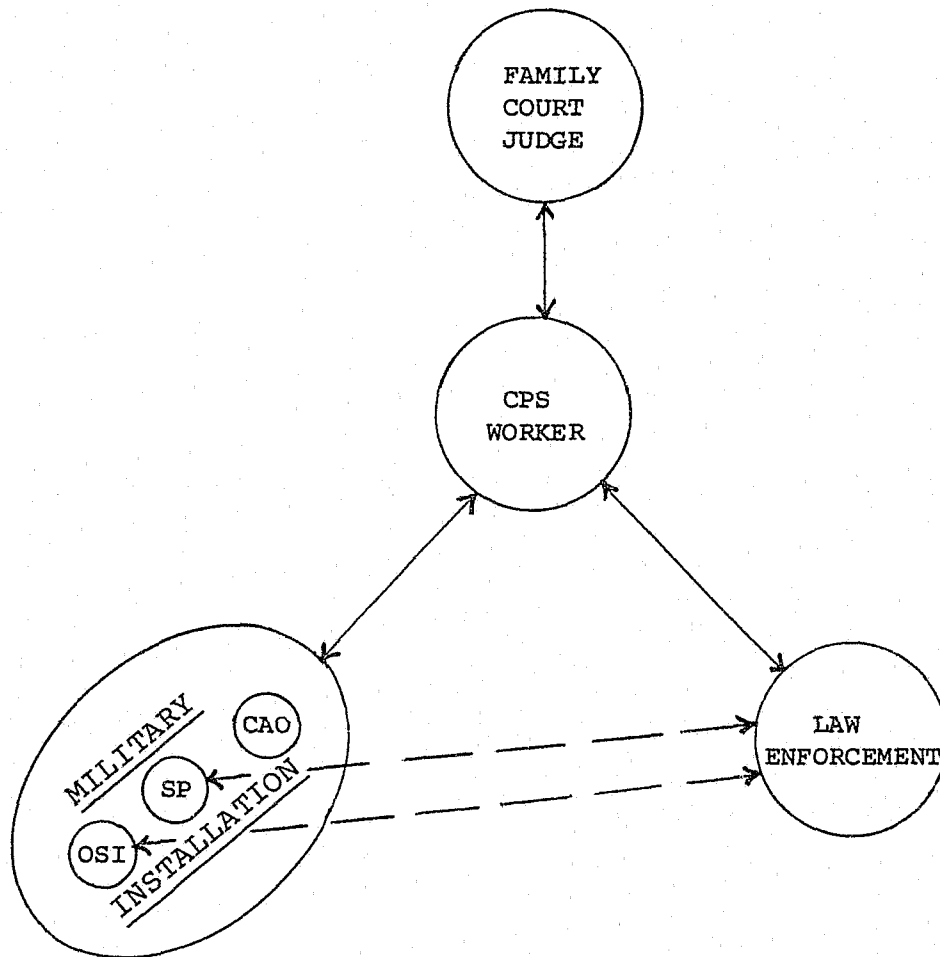 FAMILY
COURT
JUDGE
CPS
WORKER
MILITARY
CAO
SP
OSI
INSTALLATION
LAW
ENFORCEMENT